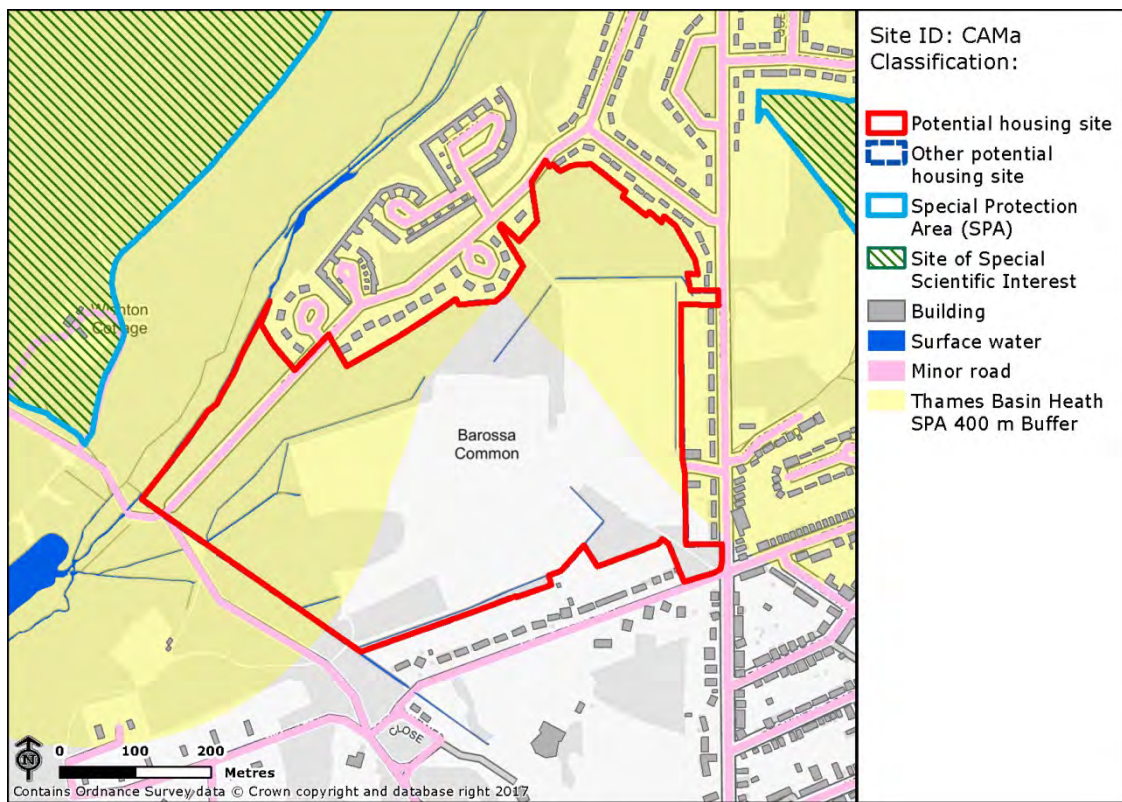 Site ID: CAMa
Classification:
Potential housing site
Other potential
housing site
Special Protection
Area (SPA)
Site of Special
Scientific Interest
Building
Surface water
Minor road
Thames Basin Heath
SPA 400 m Buffer
Cottage
Barossa
Common
CLOSE
N
0 100 200
Metres
Contains Ordnance Survey data © Crown copyright and database right 2017